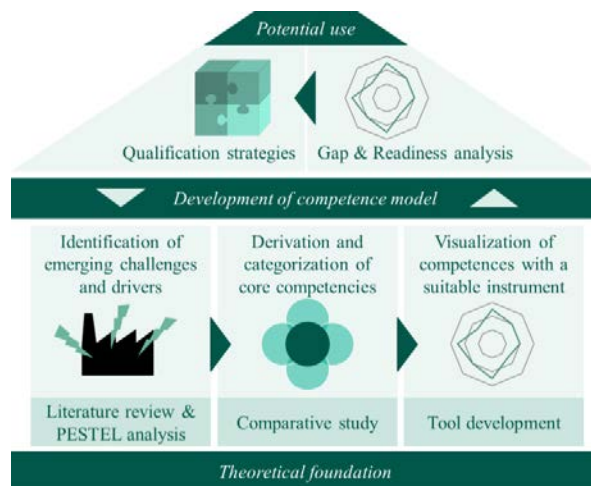 Potential use
Qualification strategies
Gap & Readiness analysis
Development of competence model
Identification of
emerging challenges
and drivers
Derivation and
categorization of
core competencies
Visualization of
competences with a
suitable instrument
Literature review &
PESTEL analysis
Comparative study
Tool development
Theoretical foundation